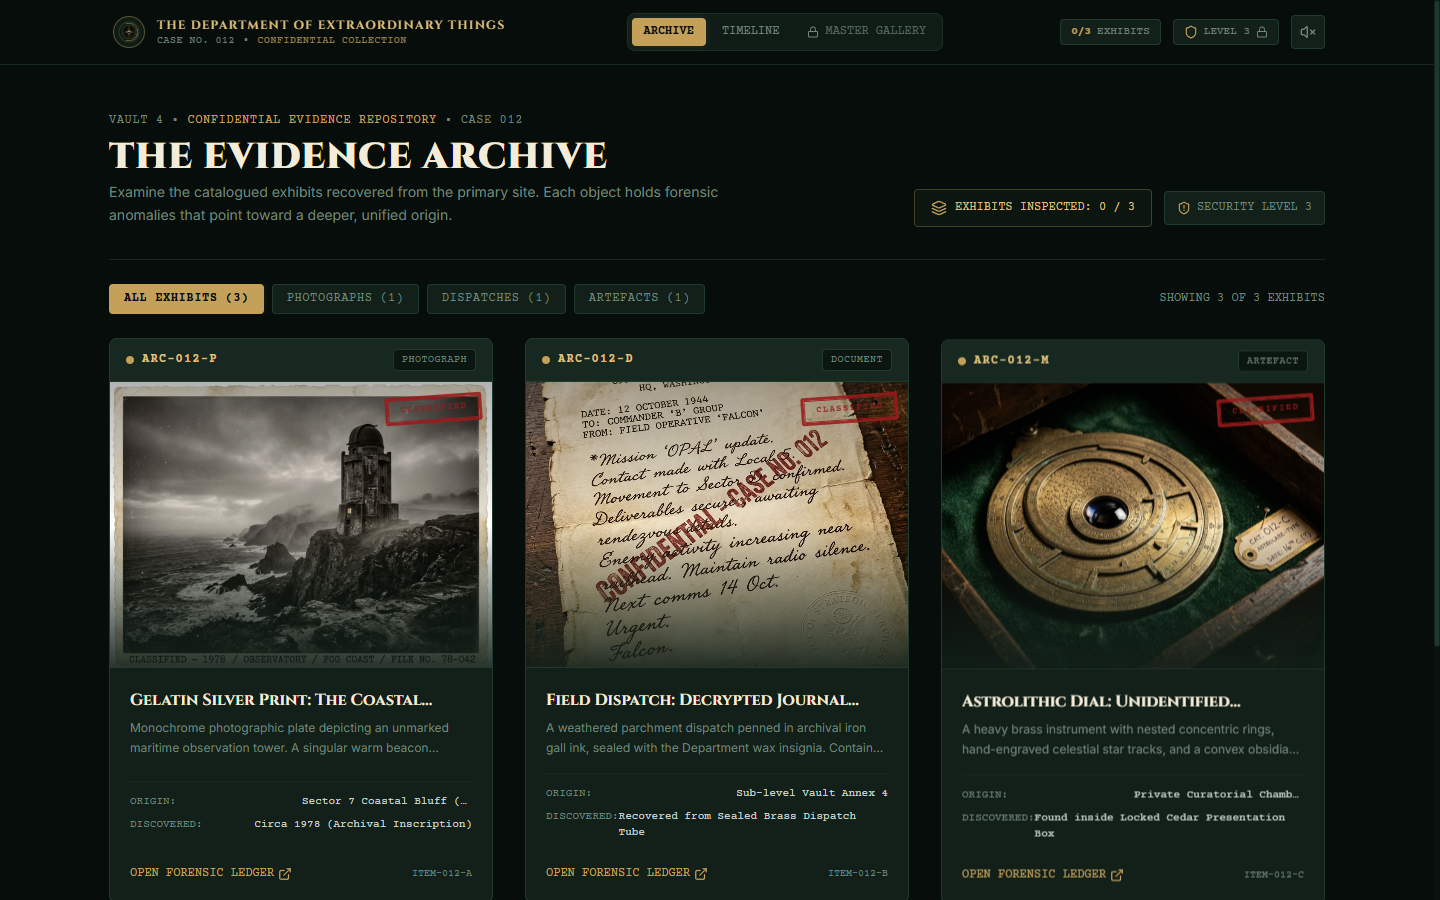 THE DEPARTMENT OF EXTRAORDINARY THINGS
CASE NO. 012 • CONFIDENTIAL COLLECTION
ARCHIVE
TIMELINE
MASTER GALLERY
0/3 EXHIBITS
LEVEL 3
VAULT 4 • CONFIDENTIAL EVIDENCE REPOSITORY • CASE 012
THE EVIDENCE ARCHIVE
Examine the catalogued exhibits recovered from the primary site. Each object holds forensic
anomalies that point toward a deeper, unified origin.
EXHIBITS INSPECTED: 0 / 3
SECURITY LEVEL 3
ALL EXHIBITS (3)
PHOTOGRAPHS (1)
DISPATCHES (1)
ARTEFACTS (1)
SHOWING 3 OF 3 EXHIBITS
ARC-012-P
PHOTOGRAPH
CLASSIFIED
CLASSIFIED - 1978 / OBSERVATORY / FOG COAST / FILE NO. 78-042
GELATIN SILVER PRINT: THE COASTAL...
Monochrome photographic plate depicting an unmarked
maritime observation tower. A singular warm beacon...
ORIGIN:
Sector 7 Coastal Bluff (…
DISCOVERED:
Circa 1978 (Archival Inscription)
OPEN FORENSIC LEDGER
ITEM-012-A
ARC-012-D
DOCUMENT
HQ, WASHING
CLASSIFIED
DATE: 12 OCTOBER 1944
TO: COMMANDER 'B' GROUP
FROM: FIELD OPERATIVE 'FALCON'
*Mission 'OPAL' update.
Contact made with Local
Movement to Sector confirmed.
Deliverables secure, awaiting
rendezvous details.
Enemy activity increasing near
railhead. Maintain radio silence.
Next comms 14 Oct.
Urgent.
Falcon.
CONFIDENTIAL - CASE NO. 012
FIELD DISPATCH: DECRYPTED JOURNAL...
A weathered parchment dispatch penned in archival iron
gall ink, sealed with the Department wax insignia. Contain...
ORIGIN:
Sub-level Vault Annex 4
DISCOVERED:
Recovered from Sealed Brass Dispatch
Tube
OPEN FORENSIC LEDGER
ITEM-012-B
ARC-012-M
ARTEFACT
CLASSIFIED
CAT. 012-C
ASTROLITHIC DIAL: UNIDENTIFIED...
A heavy brass instrument with nested concentric rings,
hand-engraved celestial star tracks, and a convex obsidia...
ORIGIN:
Private Curatorial Chamb…
DISCOVERED:
Found inside Locked Cedar Presentation
Box
OPEN FORENSIC LEDGER
ITEM-012-C